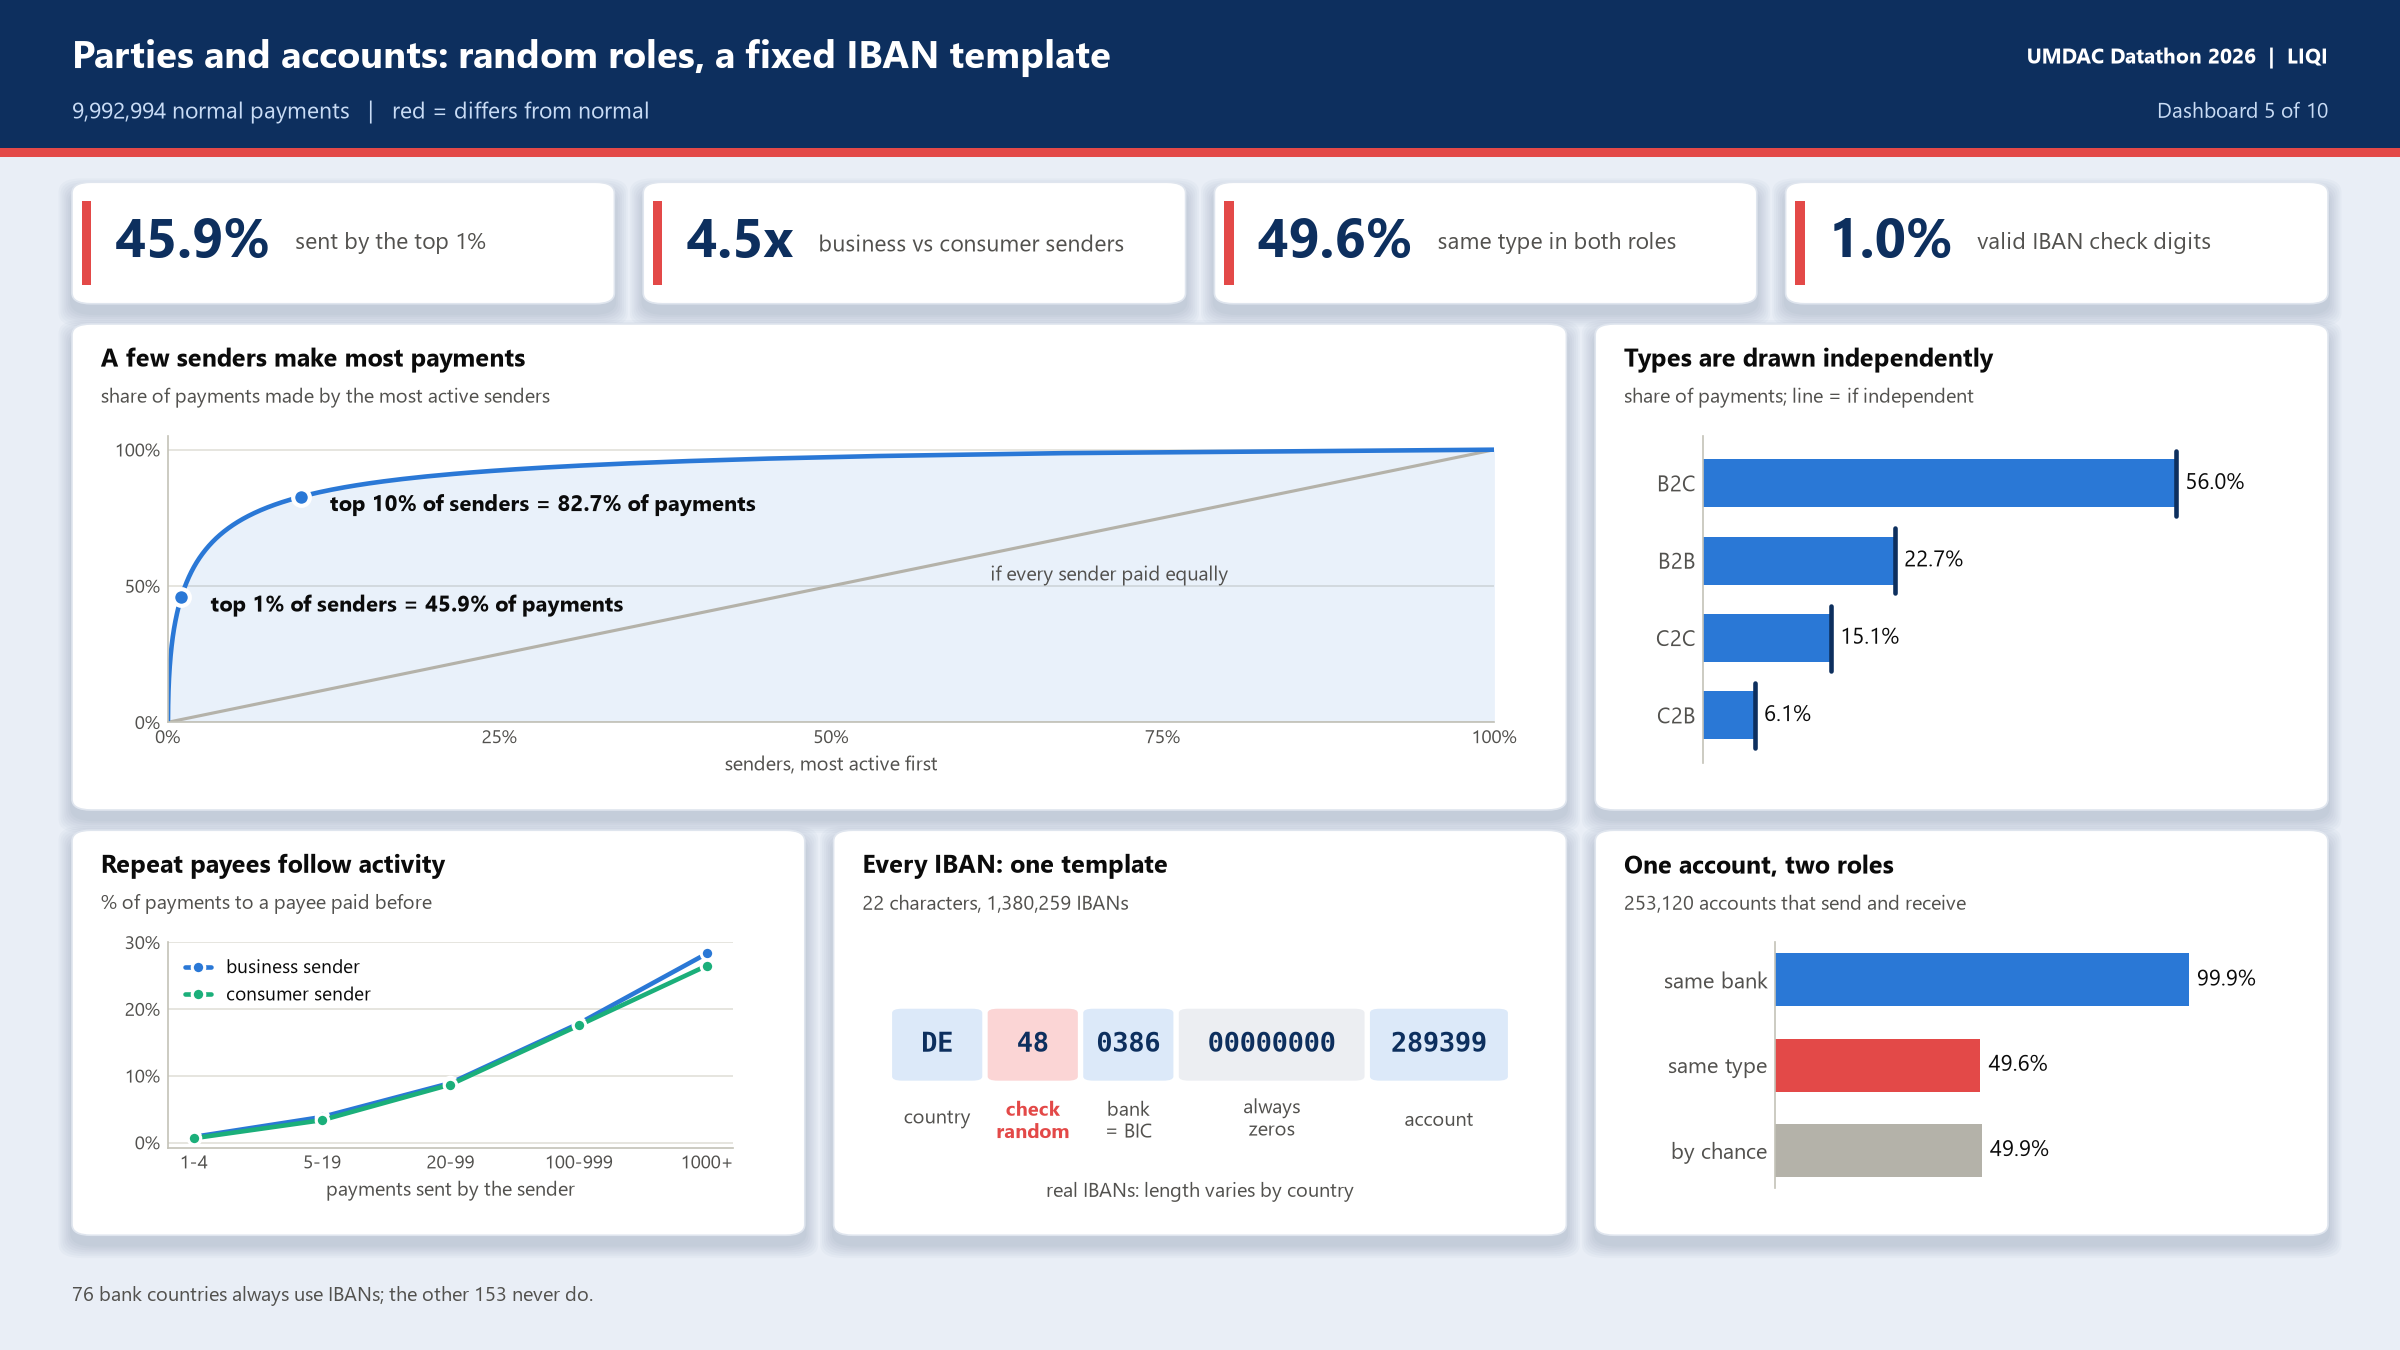 Parties and accounts: random roles, a fixed IBAN template
UMDAC Datathon 2026 | LIQI
9,992,994 normal payments | red = differs from normal
Dashboard 5 of 10
45.9% sent by the top 1%
4.5x business vs consumer senders
49.6% same type in both roles
1.0% valid IBAN check digits
A few senders make most payments
share of payments made by the most active senders
100%
50%
0%
top 10% of senders = 82.7% of payments
top 1% of senders = 45.9% of payments
if every sender paid equally
0% 25% 50% 75% 100%
senders, most active first
Types are drawn independently
share of payments; line = if independent
B2C 56.0%
B2B 22.7%
C2C 15.1%
C2B 6.1%
Repeat payees follow activity
% of payments to a payee paid before
30%
20%
10%
0%
business sender
consumer sender
1-4 5-19 20-99 100-999 1000+
payments sent by the sender
Every IBAN: one template
22 characters, 1,380,259 IBANs
DE 48 0386 00000000 289399
country
check
random
bank
= BIC
always
zeros
account
real IBANs: length varies by country
One account, two roles
253,120 accounts that send and receive
same bank 99.9%
same type 49.6%
by chance 49.9%
76 bank countries always use IBANs; the other 153 never do.